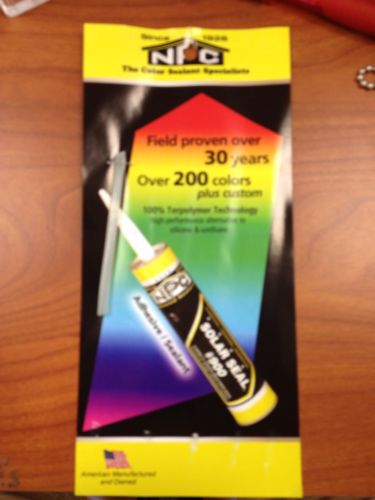 Since 1928
NPC
The Color Sealant Specialists
Field proven over
30 years
Over 200 colors
plus custom
100% Terpolymer Technology
High performance alternative to
silicone & urethane
NPC
SOLAR SEAL
#900
Adhesive / Sealant
American Manufactured
and Owned